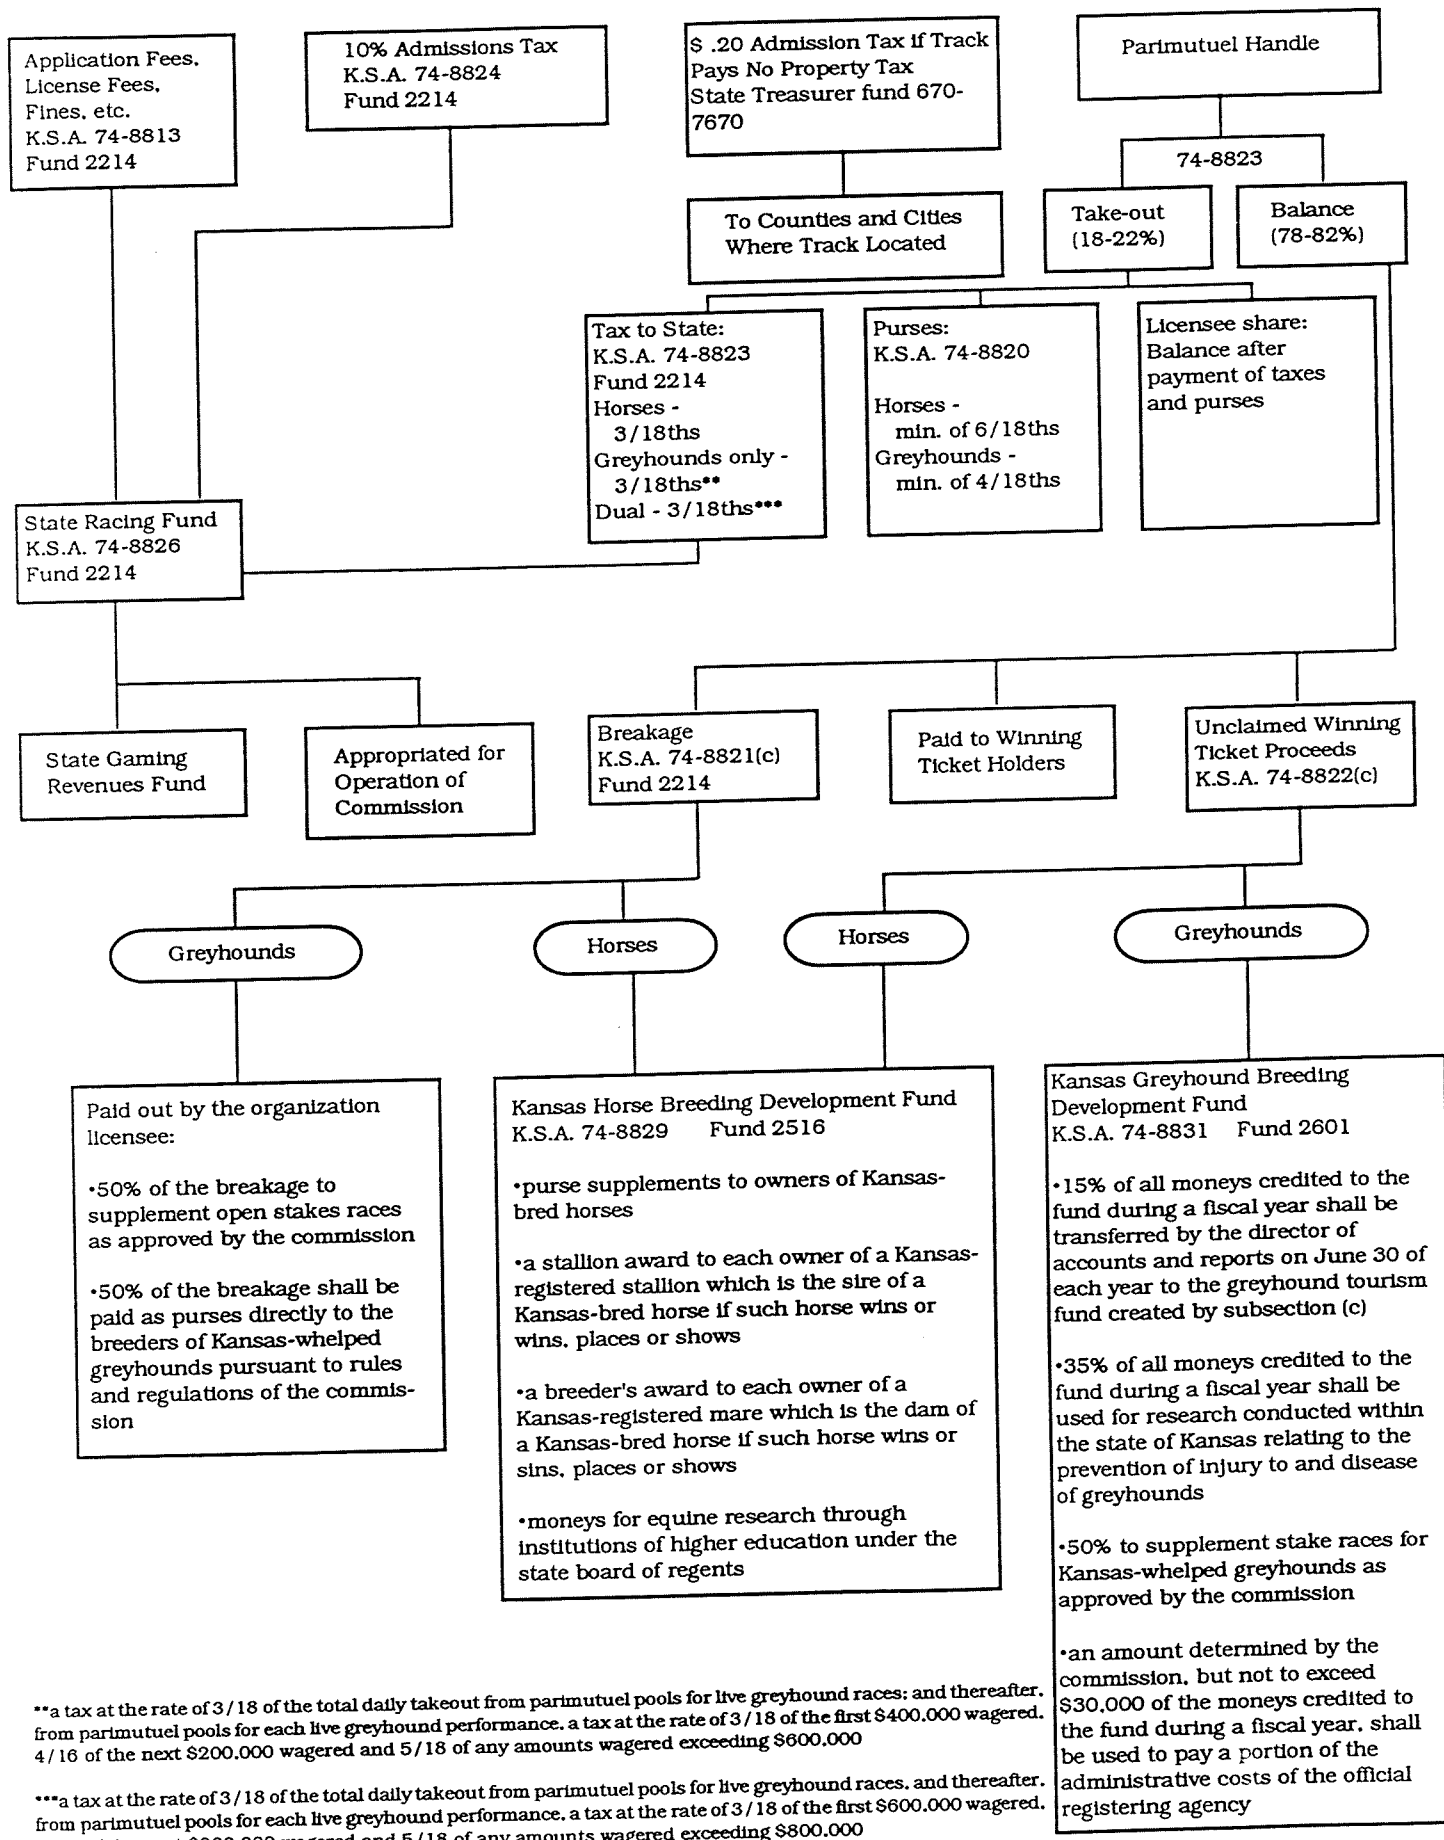 Application Fees,
License Fees,
Fines, etc.
K.S.A. 74-8813
Fund 2214
10% Admissions Tax
K.S.A. 74-8824
Fund 2214
$ .20 Admission Tax if Track
Pays No Property Tax
State Treasurer fund 670-
7670
Parimutuel Handle
74-8823
To Counties and Cities
Where Track Located
Take-out
(18-22%)
Balance
(78-82%)
Tax to State:
K.S.A. 74-8823
Fund 2214
Horses -
3/18ths
Greyhounds only -
3/18ths**
Dual - 3/18ths***
Purses:
K.S.A. 74-8820
Horses -
min. of 6/18ths
Greyhounds -
min. of 4/18ths
Licensee share:
Balance after
payment of taxes
and purses
State Racing Fund
K.S.A. 74-8826
Fund 2214
State Gaming
Revenues Fund
Appropriated for
Operation of
Commission
Breakage
K.S.A. 74-8821(c)
Fund 2214
Paid to Winning
Ticket Holders
Unclaimed Winning
Ticket Proceeds
K.S.A. 74-8822(c)
Greyhounds
Horses
Horses
Greyhounds
Paid out by the organization
licensee:
•50% of the breakage to
supplement open stakes races
as approved by the commission
•50% of the breakage shall be
paid as purses directly to the
breeders of Kansas-whelped
greyhounds pursuant to rules
and regulations of the commis-
sion
Kansas Horse Breeding Development Fund
K.S.A. 74-8829 Fund 2516
•purse supplements to owners of Kansas-
bred horses
•a stallion award to each owner of a Kansas-
registered stallion which is the sire of a
Kansas-bred horse if such horse wins or
wins, places or shows
•a breeder's award to each owner of a
Kansas-registered mare which is the dam of
a Kansas-bred horse if such horse wins or
sins, places or shows
•moneys for equine research through
institutions of higher education under the
state board of regents
Kansas Greyhound Breeding
Development Fund
K.S.A. 74-8831 Fund 2601
•15% of all moneys credited to the
fund during a fiscal year shall be
transferred by the director of
accounts and reports on June 30 of
each year to the greyhound tourism
fund created by subsection (c)
•35% of all moneys credited to the
fund during a fiscal year shall be
used for research conducted within
the state of Kansas relating to the
prevention of injury to and disease
of greyhounds
•50% to supplement stake races for
Kansas-whelped greyhounds as
approved by the commission
•an amount determined by the
commission, but not to exceed
$30,000 of the moneys credited to
the fund during a fiscal year, shall
be used to pay a portion of the
administrative costs of the official
registering agency
**a tax at the rate of 3/18 of the total daily takeout from parimutuel pools for live greyhound races; and thereafter,
from parimutuel pools for each live greyhound performance, a tax at the rate of 3/18 of the first $400,000 wagered,
4/16 of the next $200,000 wagered and 5/18 of any amounts wagered exceeding $600,000
***a tax at the rate of 3/18 of the total daily takeout from parimutuel pools for live greyhound races, and thereafter,
from parimutuel pools for each live greyhound performance, a tax at the rate of 3/18 of the first $600,000 wagered,
wagered and 5/18 of any amounts wagered exceeding $800,000